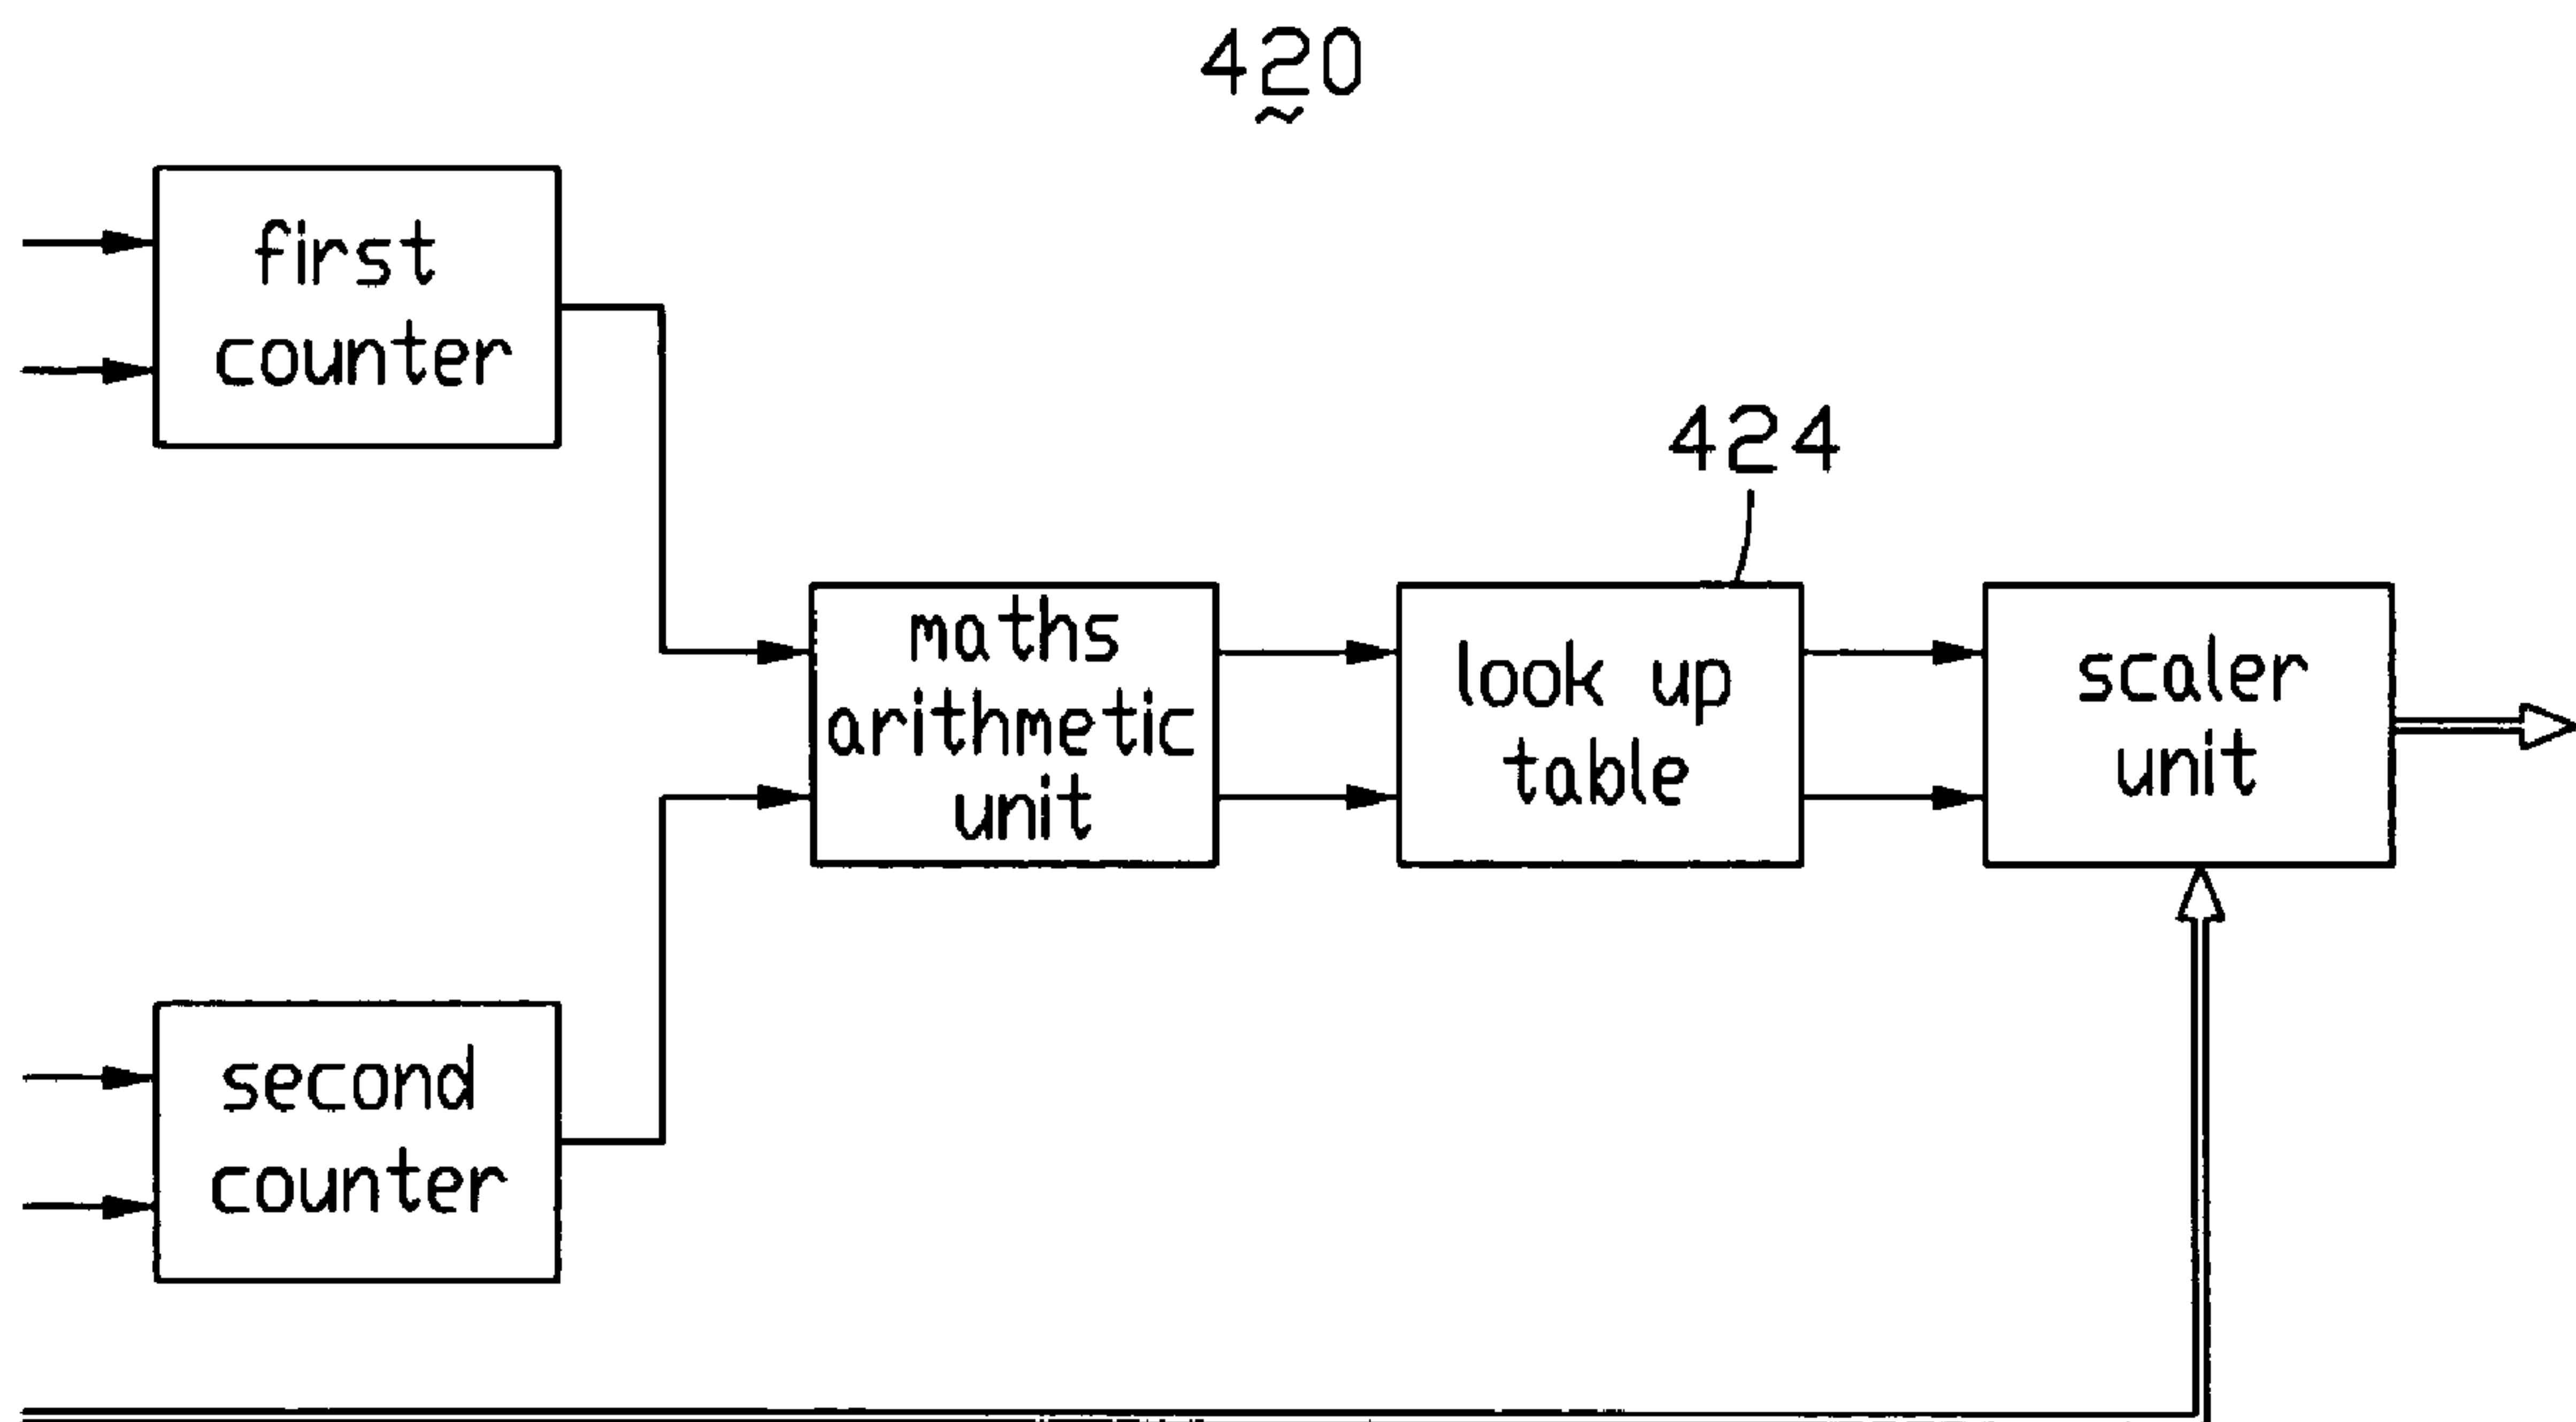 420
first
counter
424
maths
arithmetic
unit
look up
table
scaler
unit
second
counter